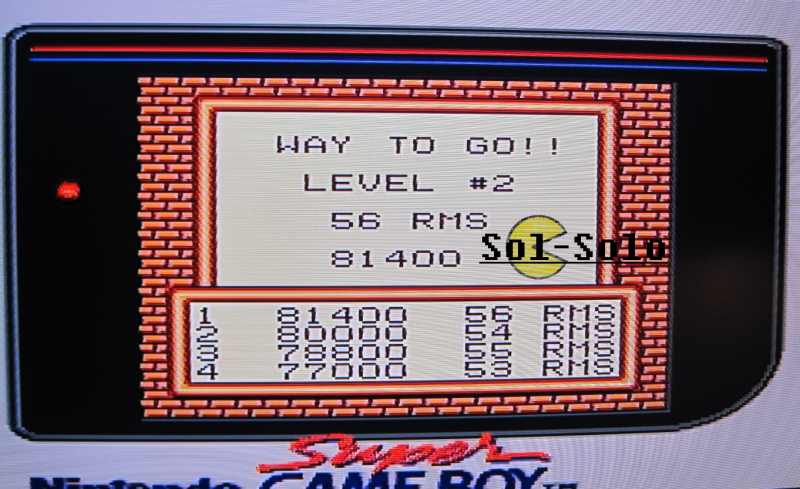 WAY TO GO!!
LEVEL #2
56 RMS
81400
Sol-Solo
1 81400 56 RMS
2 80000 54 RMS
3 78800 55 RMS
4 77000 53 RMS
Super
Nintendo GAME BOY TM